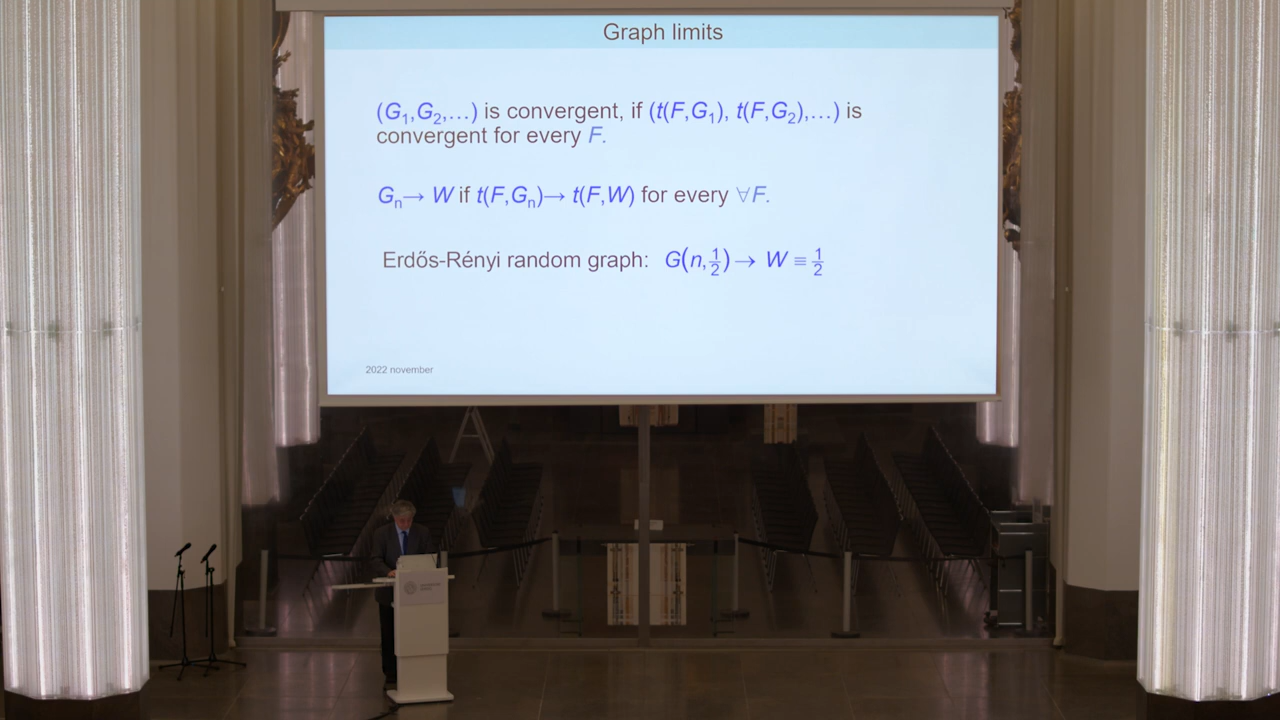 Graph limits
(G₁,G₂,…) is convergent, if (t(F,G₁), t(F,G₂),…) is
convergent for every F.
Gₙ→ W if t(F,Gₙ)→ t(F,W) for every ∀F.
Erdős-Rényi random graph: G(n,½)→ W ≡ ½
2022 november